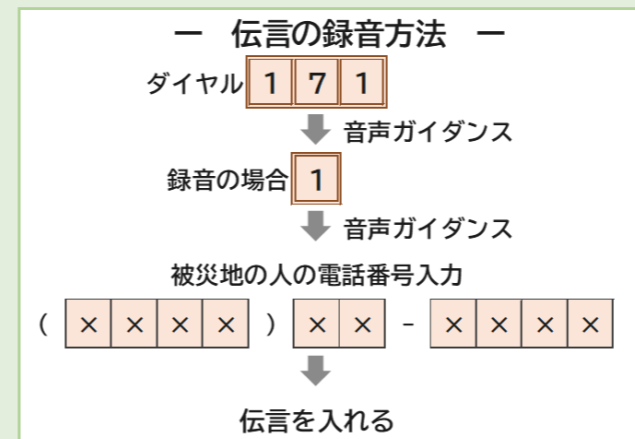 ー 伝言の録音方法 ー
ダイヤル 1 7 1
音声ガイダンス
録音の場合 1
音声ガイダンス
被災地の人の電話番号入力
( × × × × ) × × - × × × ×
伝言を入れる